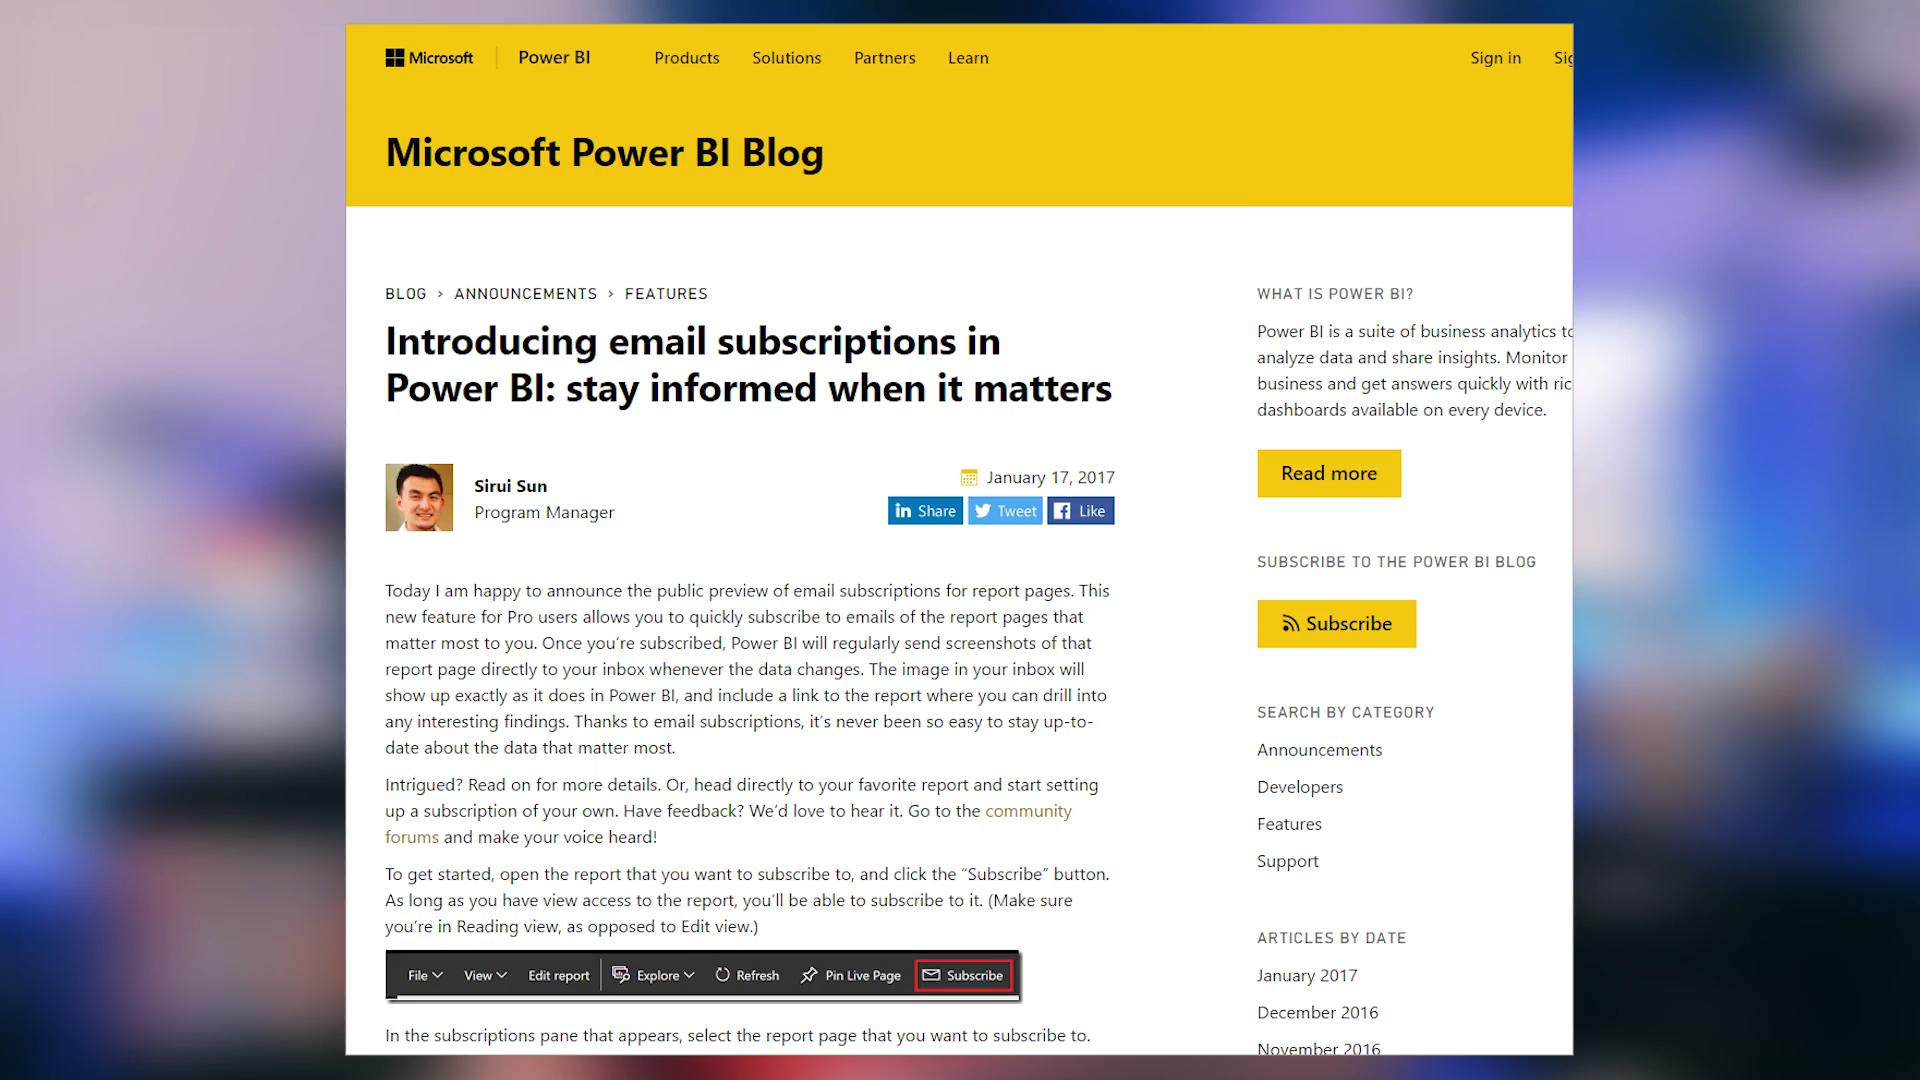 Microsoft Power BI Products Solutions Partners Learn Sign in
Microsoft Power BI Blog
BLOG > ANNOUNCEMENTS > FEATURES
Introducing email subscriptions in
Power BI: stay informed when it matters
Sirui Sun
Program Manager
January 17, 2017
in Share Tweet Like
Today I am happy to announce the public preview of email subscriptions for report pages. This
new feature for Pro users allows you to quickly subscribe to emails of the report pages that
matter most to you. Once you’re subscribed, Power BI will regularly send screenshots of that
report page directly to your inbox whenever the data changes. The image in your inbox will
show up exactly as it does in Power BI, and include a link to the report where you can drill into
any interesting findings. Thanks to email subscriptions, it’s never been so easy to stay up-to-
date about the data that matter most.
Intrigued? Read on for more details. Or, head directly to your favorite report and start setting
up a subscription of your own. Have feedback? We’d love to hear it. Go to the community
forums and make your voice heard!
To get started, open the report that you want to subscribe to, and click the “Subscribe” button.
As long as you have view access to the report, you’ll be able to subscribe to it. (Make sure
you’re in Reading view, as opposed to Edit view.)
File View Edit report Explore Refresh Pin Live Page Subscribe
In the subscriptions pane that appears, select the report page that you want to subscribe to.
WHAT IS POWER BI?
Power BI is a suite of business analytics
analyze data and share insights. Monitor
business and get answers quickly with
dashboards available on every device.
Read more
SUBSCRIBE TO THE POWER BI BLOG
Subscribe
SEARCH BY CATEGORY
Announcements
Developers
Features
Support
ARTICLES BY DATE
January 2017
December 2016
November 2016